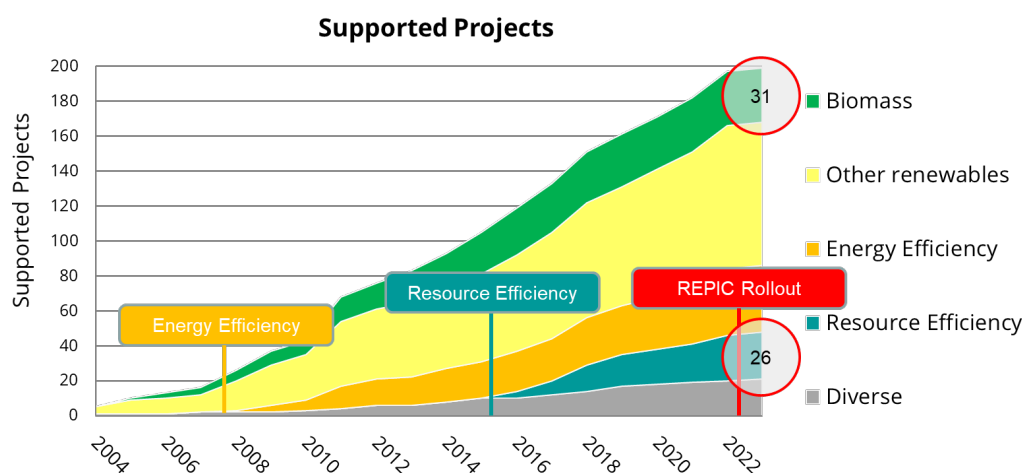 Supported Projects
Supported Projects
200
180
160
140
120
100
80
60
40
20
0
2004
2006
2008
2010
2012
2014
2016
2018
2020
2022
Energy Efficiency
Resource Efficiency
REPIC Rollout
31
26
Biomass
Other renewables
Energy Efficiency
Resource Efficiency
Diverse